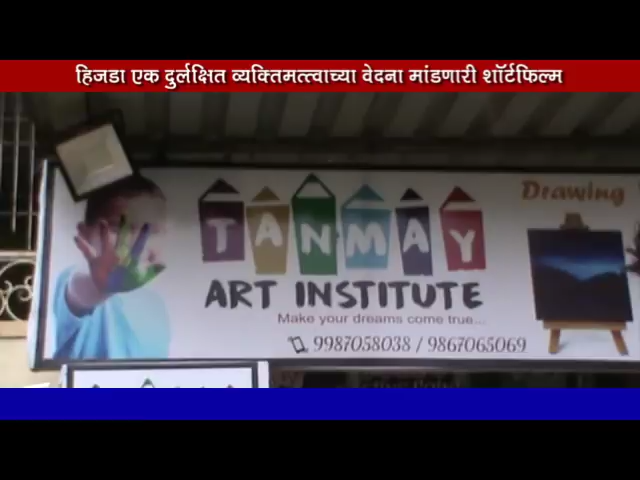 हिजडा एक दुर्लक्षित व्यक्तिमत्त्वाच्या वेदना मांडणारी शॉर्टफिल्म
Drawing
TANMAY
ART INSTITUTE
Make your dreams come true...
9987058038 / 9867065069